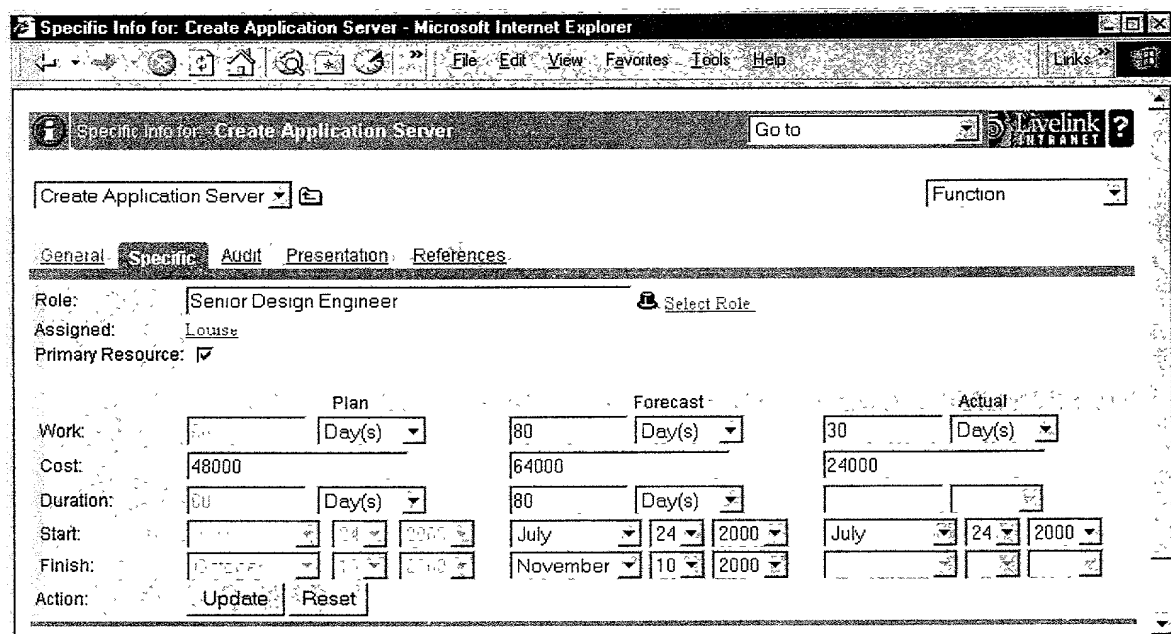 Specific Info for: Create Application Server - Microsoft Internet Explorer
» File Edit View Favorites Tools Help Links »
Specific Info for: Create Application Server Go to Livelink INTRANET ?
Create Application Server Function
General Specific Audit Presentation References
Role: Senior Design Engineer Select Role
Assigned: Louise
Primary Resource:
Plan Forecast Actual
Work: Day(s) 80 Day(s) 30 Day(s)
Cost: 48000 64000 24000
Duration: Day(s) 80 Day(s)
Start: 24 2000 July 24 2000 July 24 2000
Finish: November 10 2000
Action: Update Reset